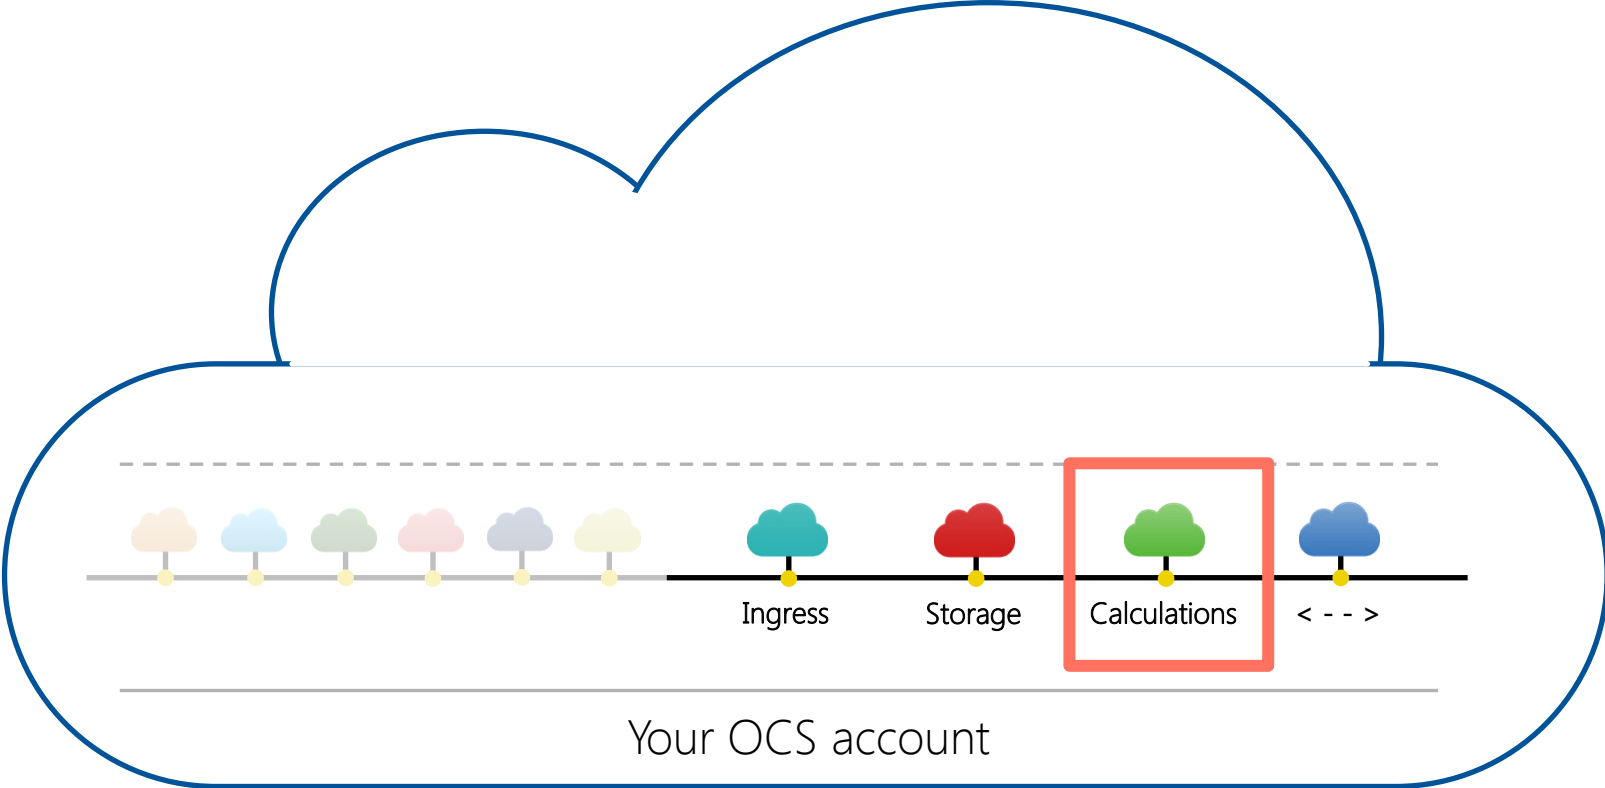 Ingress
Storage
Calculations
< - - >
Your OCS account